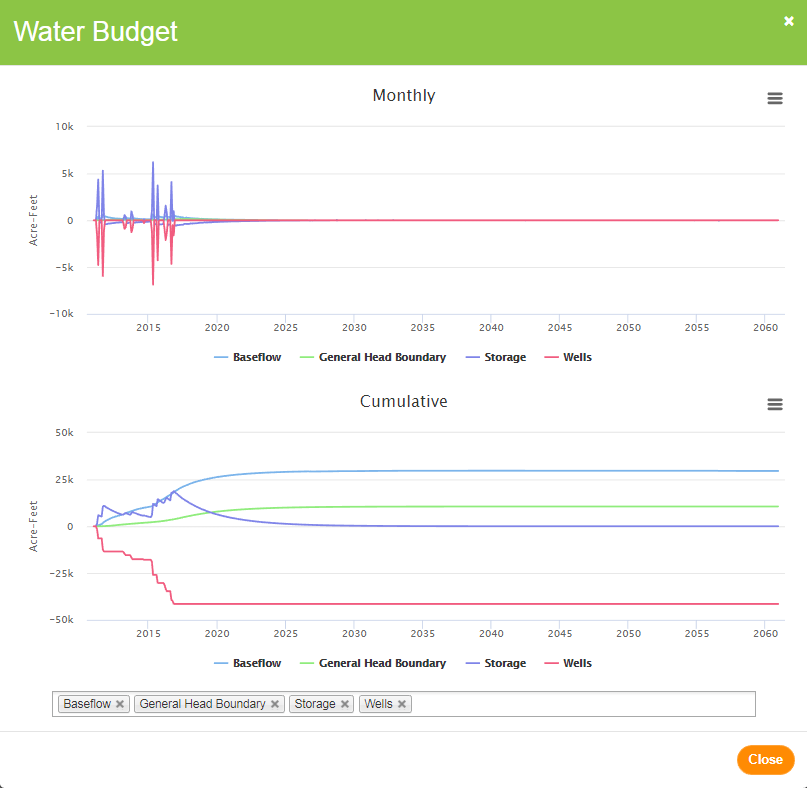 Water Budget ×
Monthly
10k
5k
0
−5k
−10k
Acre-Feet
2015 2020 2025 2030 2035 2040 2045 2050 2055 2060
Baseflow General Head Boundary Storage Wells
Cumulative
50k
25k
0
−25k
−50k
Acre-Feet
2015 2020 2025 2030 2035 2040 2045 2050 2055 2060
Baseflow General Head Boundary Storage Wells
Baseflow × General Head Boundary × Storage × Wells ×
Close